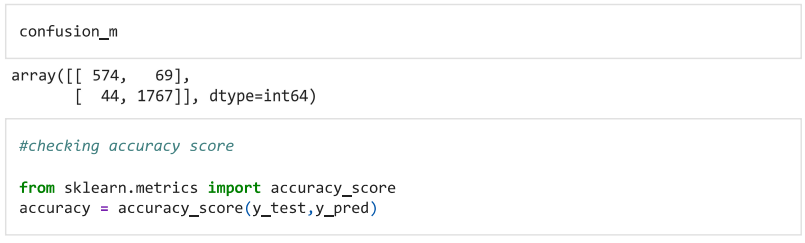 confusion_m
array([[ 574,   69],
       [  44, 1767]], dtype=int64)
#checking accuracy score
from sklearn.metrics import accuracy_score
accuracy = accuracy_score(y_test,y_pred)